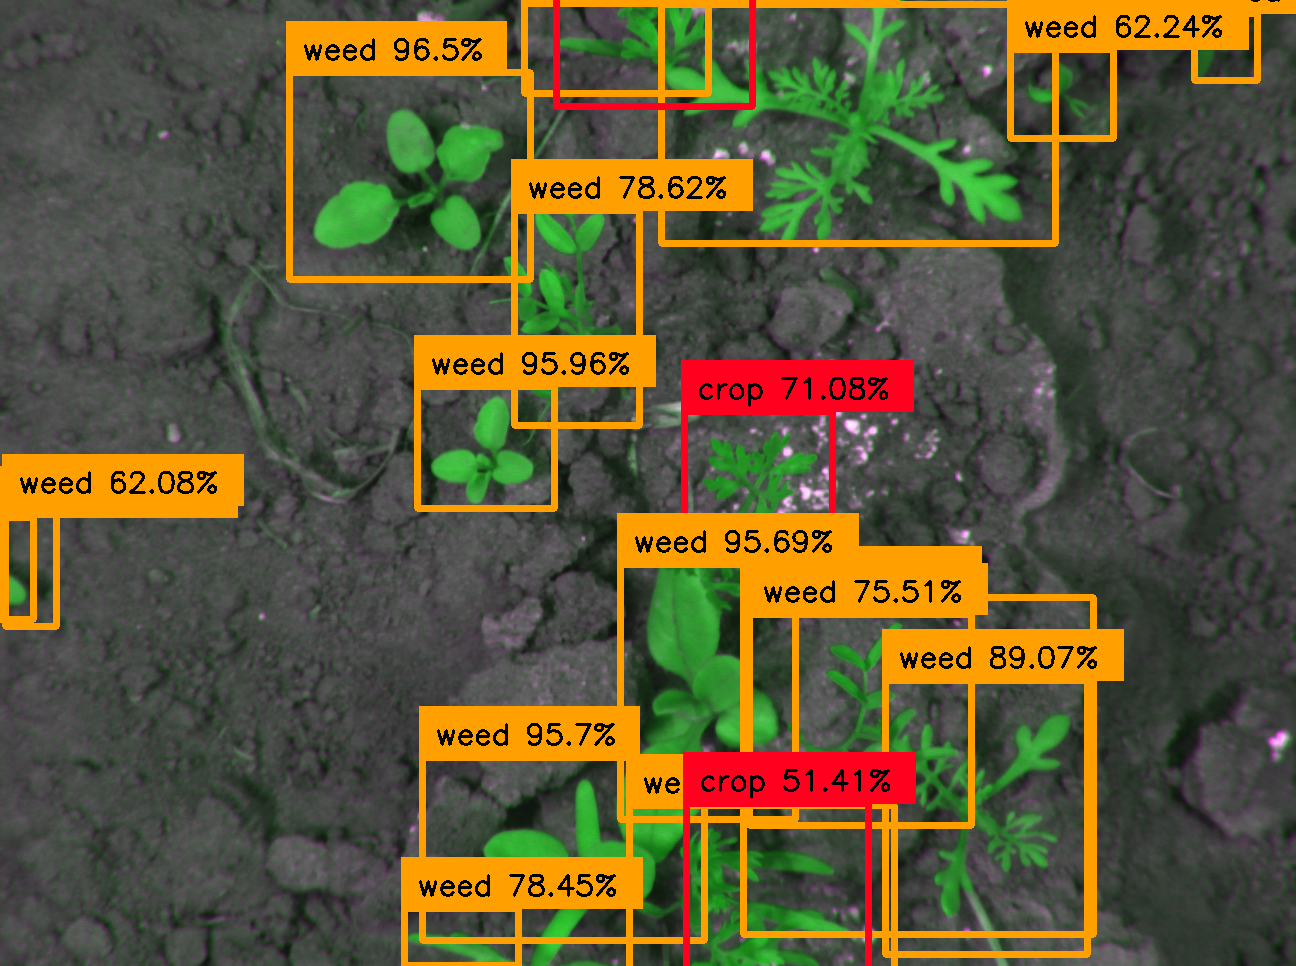 weed 62.24%
weed 96.5%
weed 78.62%
weed 95.96%
crop 71.08%
weed 62.08%
weed 95.69%
weed 75.51%
weed 89.07%
weed 95.7%
we
crop 51.41%
weed 78.45%